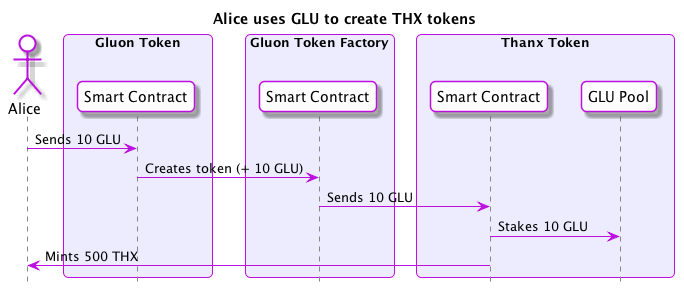 Alice uses GLU to create THX tokens
Gluon Token
Gluon Token Factory
Thanx Token
Alice
Smart Contract
Smart Contract
Smart Contract
GLU Pool
Sends 10 GLU
Creates token (+ 10 GLU)
Sends 10 GLU
Stakes 10 GLU
Mints 500 THX